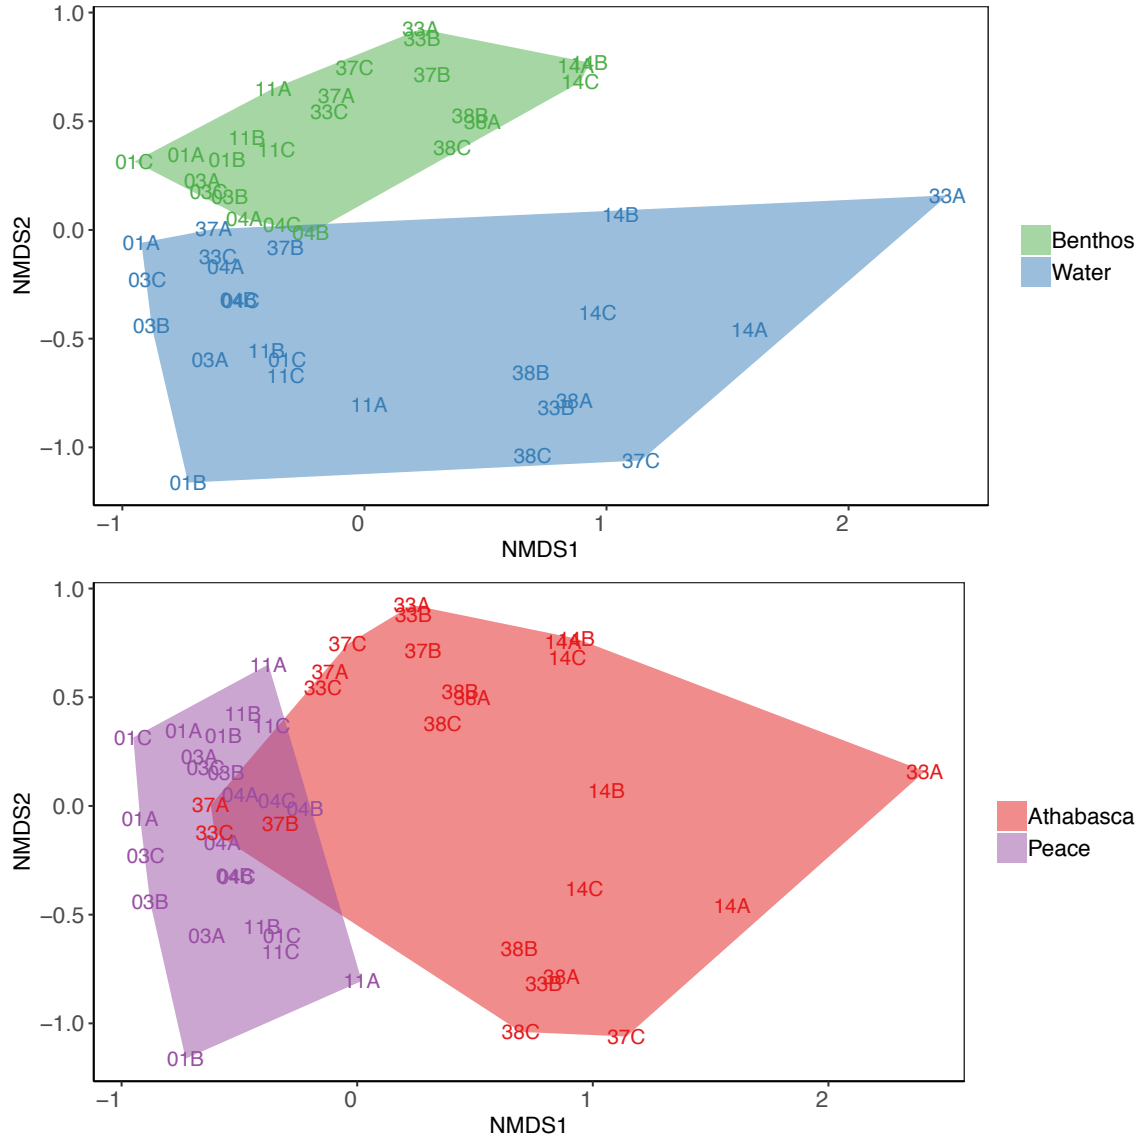 1.0
33A
33B
14B
14A
37C
37B
14C
11A
37A
33C
0.5
38B
38A
11B
11C
38C
01A
01B
01C
03A
03C
03B
33A
04A
04C
14B
0.0
37A
04B
01A
37B
33C
04A
03C
04B
04C
14C
03B
14A
−0.5
11B
01C
03A
11C
38B
11A
38A
33B
−1.0
38C
37C
01B
−1
0
1
2
NMDS1
NMDS2
Benthos
Water
1.0
33A
33B
14B
14A
37C
37B
14C
11A
37A
33C
0.5
38B
38A
11B
11C
38C
01A
01B
01C
03A
03C
03B
33A
04A
04C
14B
0.0
37A
04B
01A
37B
33C
04A
03C
04B
04C
14C
03B
14A
−0.5
11B
01C
03A
11C
38B
11A
38A
33B
−1.0
38C
37C
01B
−1
0
1
2
NMDS1
NMDS2
Athabasca
Peace